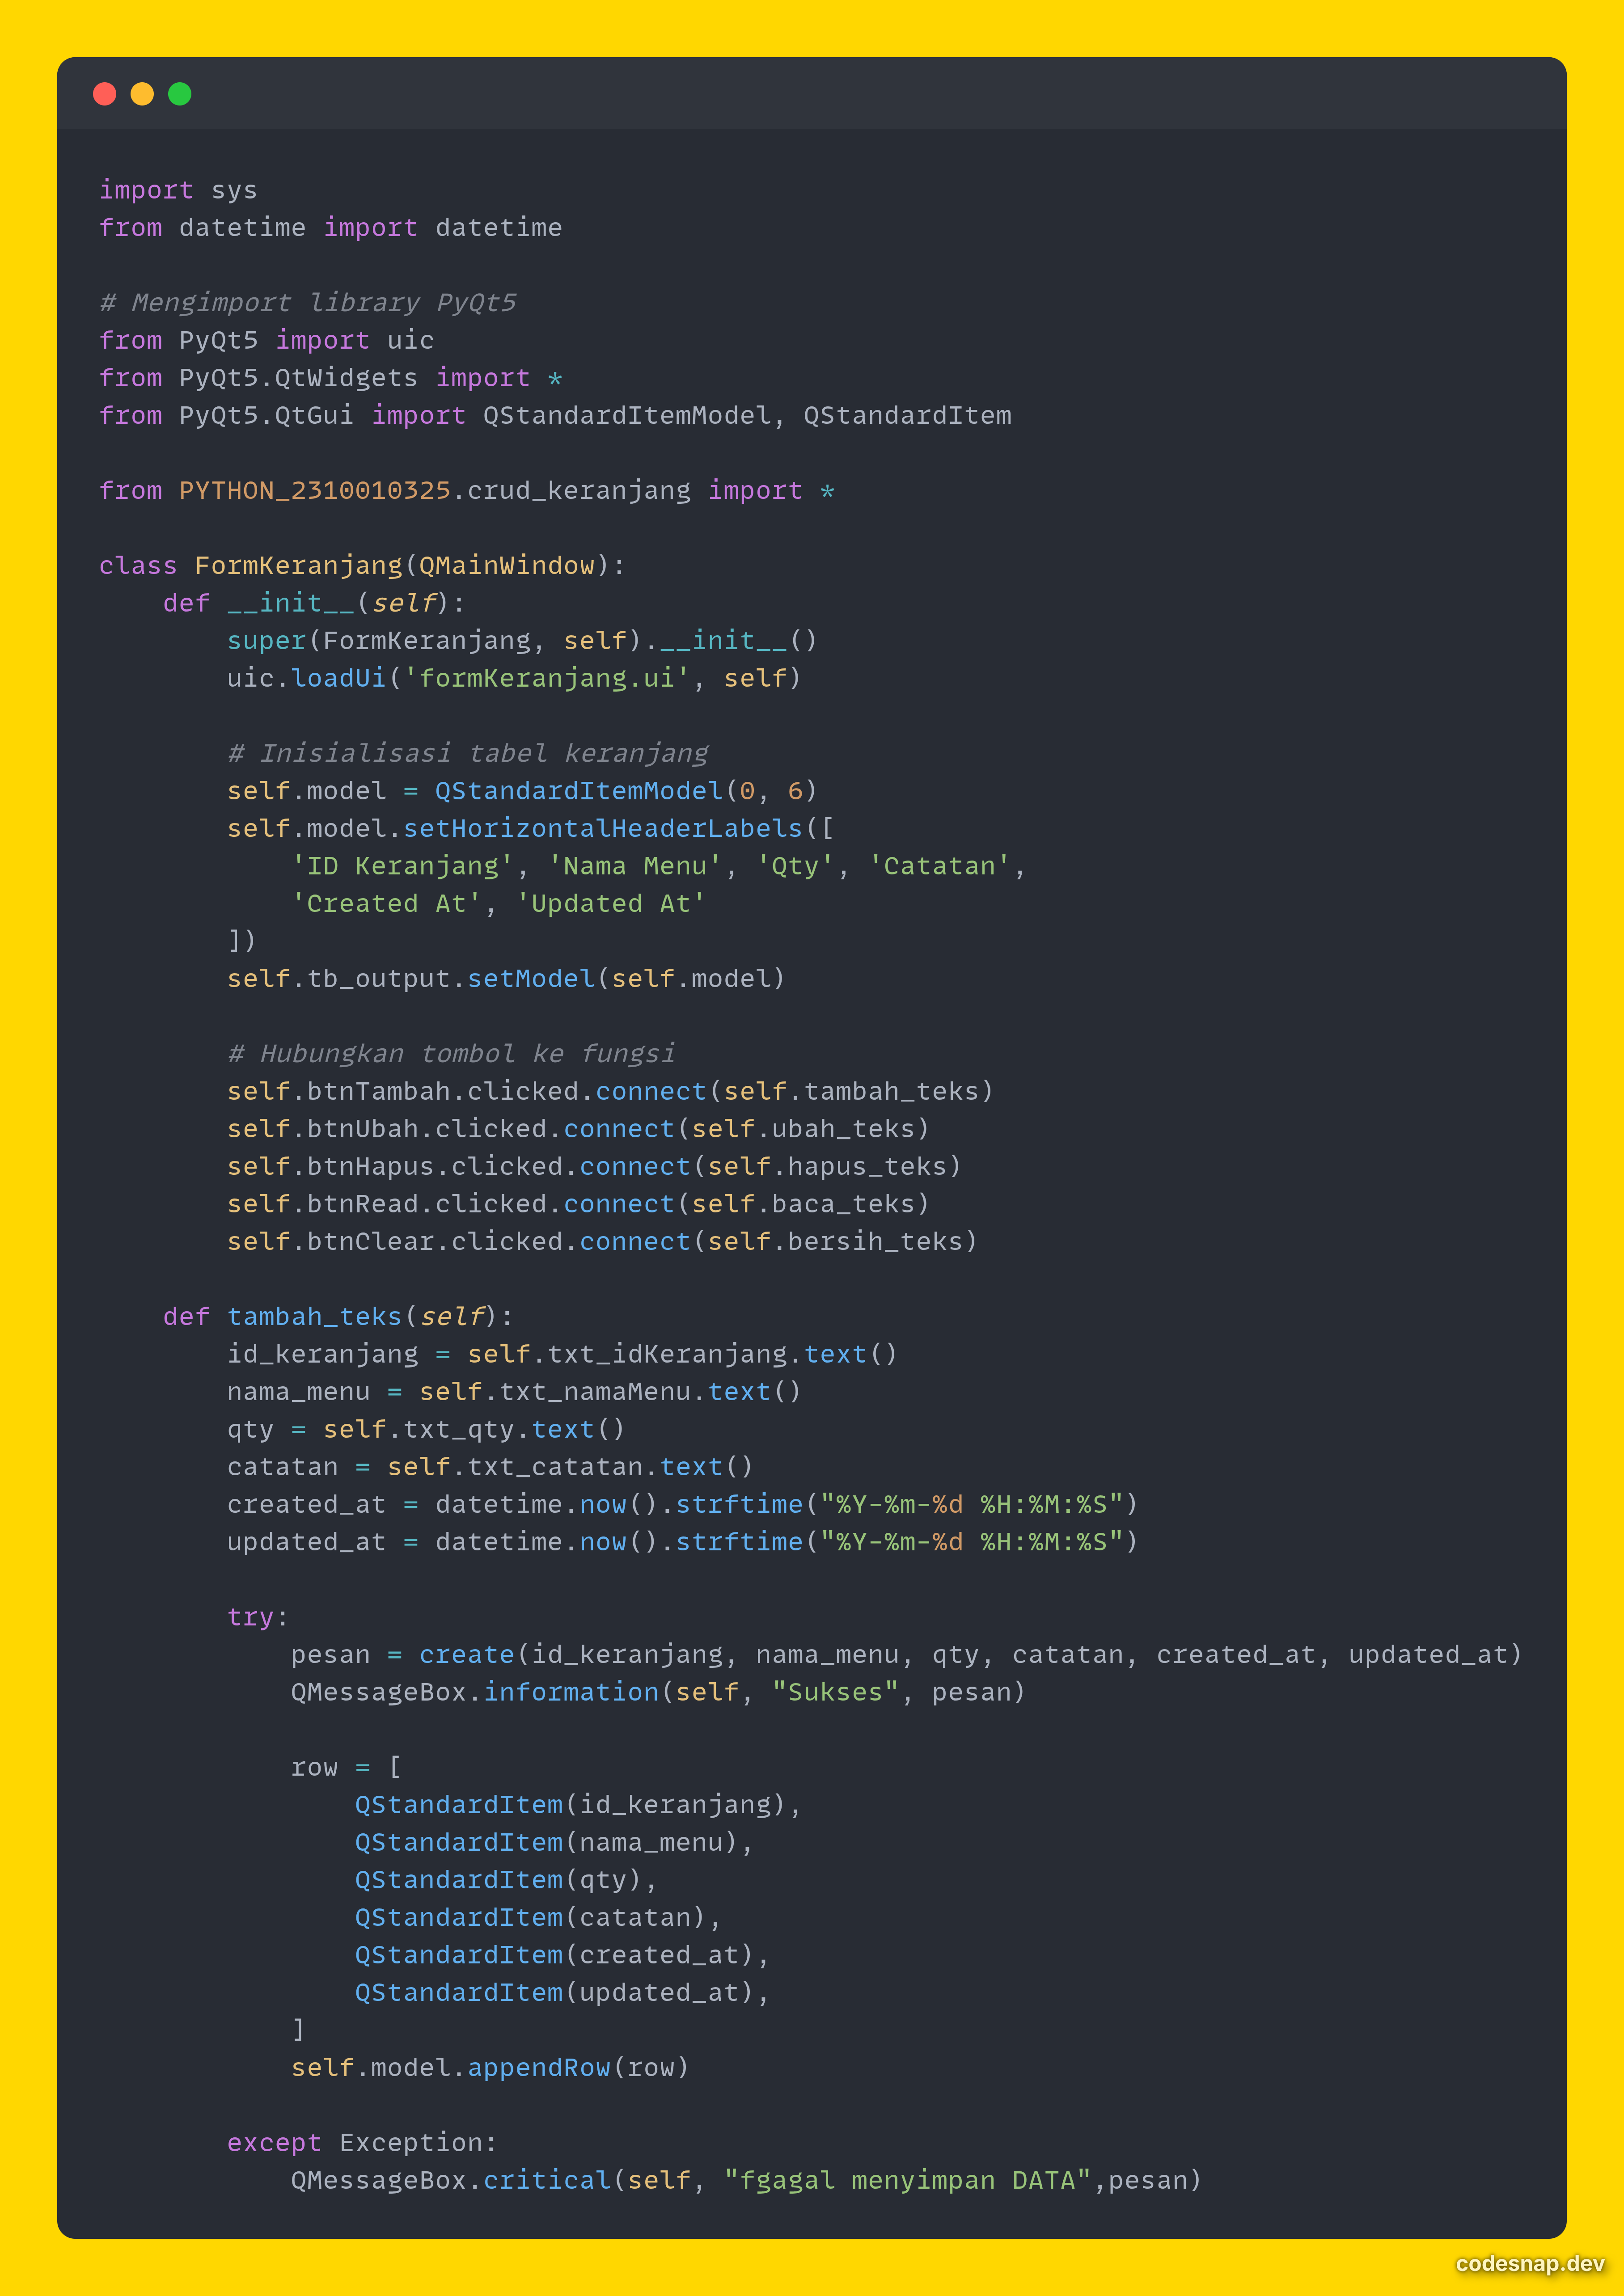 import sys
from datetime import datetime

# Mengimport library PyQt5
from PyQt5 import uic
from PyQt5.QtWidgets import *
from PyQt5.QtGui import QStandardItemModel, QStandardItem

from PYTHON_2310010325.crud_keranjang import *

class FormKeranjang(QMainWindow):
    def __init__(self):
        super(FormKeranjang, self).__init__()
        uic.loadUi('formKeranjang.ui', self)

        # Inisialisasi tabel keranjang
        self.model = QStandardItemModel(0, 6)
        self.model.setHorizontalHeaderLabels([
            'ID Keranjang', 'Nama Menu', 'Qty', 'Catatan',
            'Created At', 'Updated At'
        ])
        self.tb_output.setModel(self.model)

        # Hubungkan tombol ke fungsi
        self.btnTambah.clicked.connect(self.tambah_teks)
        self.btnUbah.clicked.connect(self.ubah_teks)
        self.btnHapus.clicked.connect(self.hapus_teks)
        self.btnRead.clicked.connect(self.baca_teks)
        self.btnClear.clicked.connect(self.bersih_teks)

    def tambah_teks(self):
        id_keranjang = self.txt_idKeranjang.text()
        nama_menu = self.txt_namaMenu.text()
        qty = self.txt_qty.text()
        catatan = self.txt_catatan.text()
        created_at = datetime.now().strftime("%Y-%m-%d %H:%M:%S")
        updated_at = datetime.now().strftime("%Y-%m-%d %H:%M:%S")

        try:
            pesan = create(id_keranjang, nama_menu, qty, catatan, created_at, updated_at)
            QMessageBox.information(self, "Sukses", pesan)

            row = [
                QStandardItem(id_keranjang),
                QStandardItem(nama_menu),
                QStandardItem(qty),
                QStandardItem(catatan),
                QStandardItem(created_at),
                QStandardItem(updated_at),
            ]
            self.model.appendRow(row)

        except Exception:
            QMessageBox.critical(self, "fgagal menyimpan DATA",pesan)
codesnap.dev